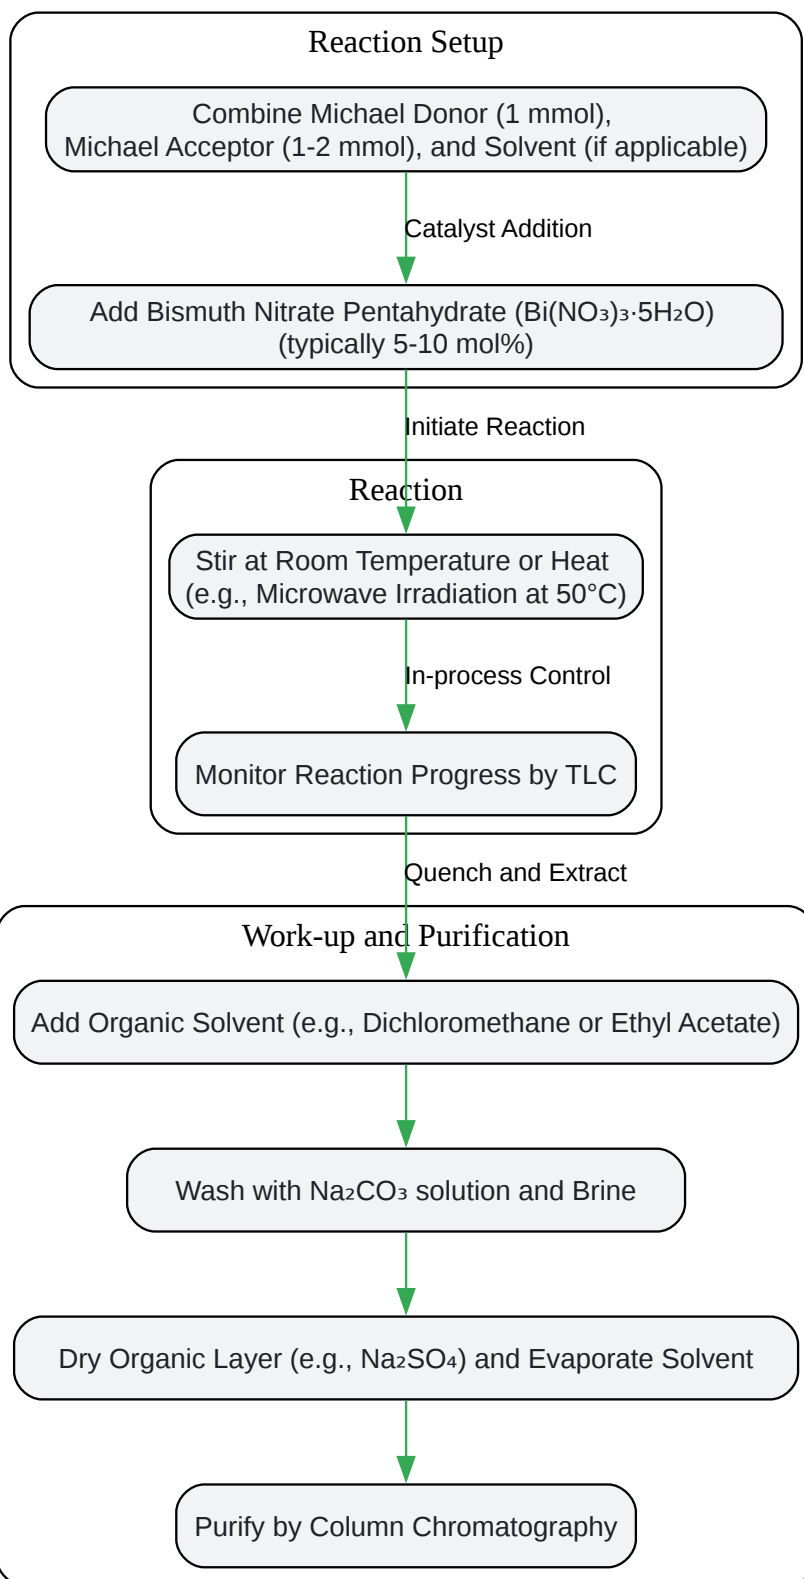 Reaction Setup
Combine Michael Donor (1 mmol),
Michael Acceptor (1-2 mmol), and Solvent (if applicable)
Catalyst Addition
Add Bismuth Nitrate Pentahydrate (Bi(NO₃)₃·5H₂O)
(typically 5-10 mol%)
Initiate Reaction
Reaction
Stir at Room Temperature or Heat
(e.g., Microwave Irradiation at 50°C)
In-process Control
Monitor Reaction Progress by TLC
Quench and Extract
Work-up and Purification
Add Organic Solvent (e.g., Dichloromethane or Ethyl Acetate)
Wash with Na₂CO₃ solution and Brine
Dry Organic Layer (e.g., Na₂SO₄) and Evaporate Solvent
Purify by Column Chromatography